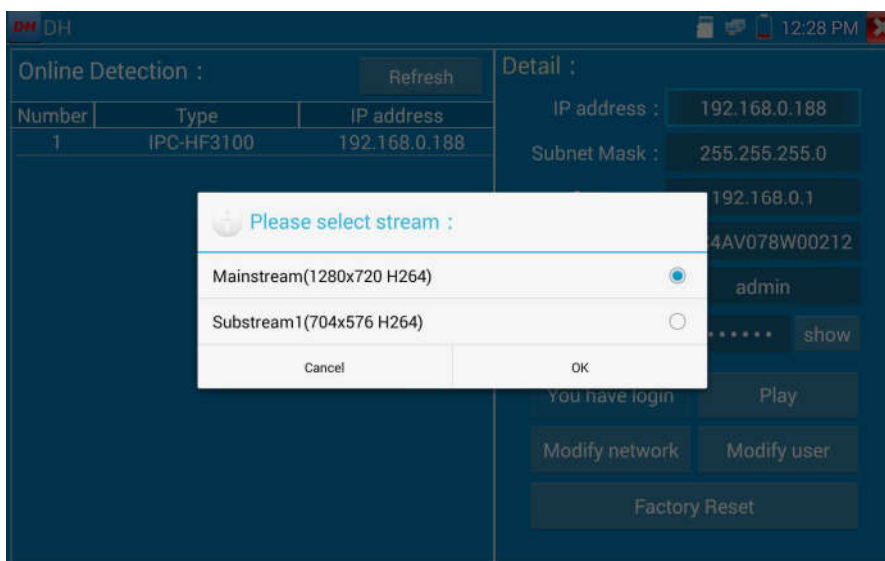 DH DH 12:28 PM
Online Detection :
Refresh
Number Type IP address
1 IPC-HF3100 192.168.0.188
Detail :
IP address : 192.168.0.188
Subnet Mask : 255.255.255.0
192.168.0.1
4AV078W00212
admin
•••••• show
You have login Play
Modify network Modify user
Factory Reset
Please select stream :
Mainstream(1280x720 H264)
Substream1(704x576 H264)
Cancel OK